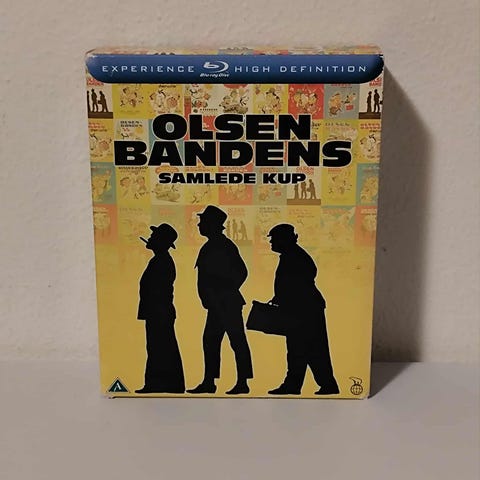 EXPERIENCE Blu-ray Disc HIGH DEFINITION
OLSEN
BANDENS
SAMLEDE KUP
A